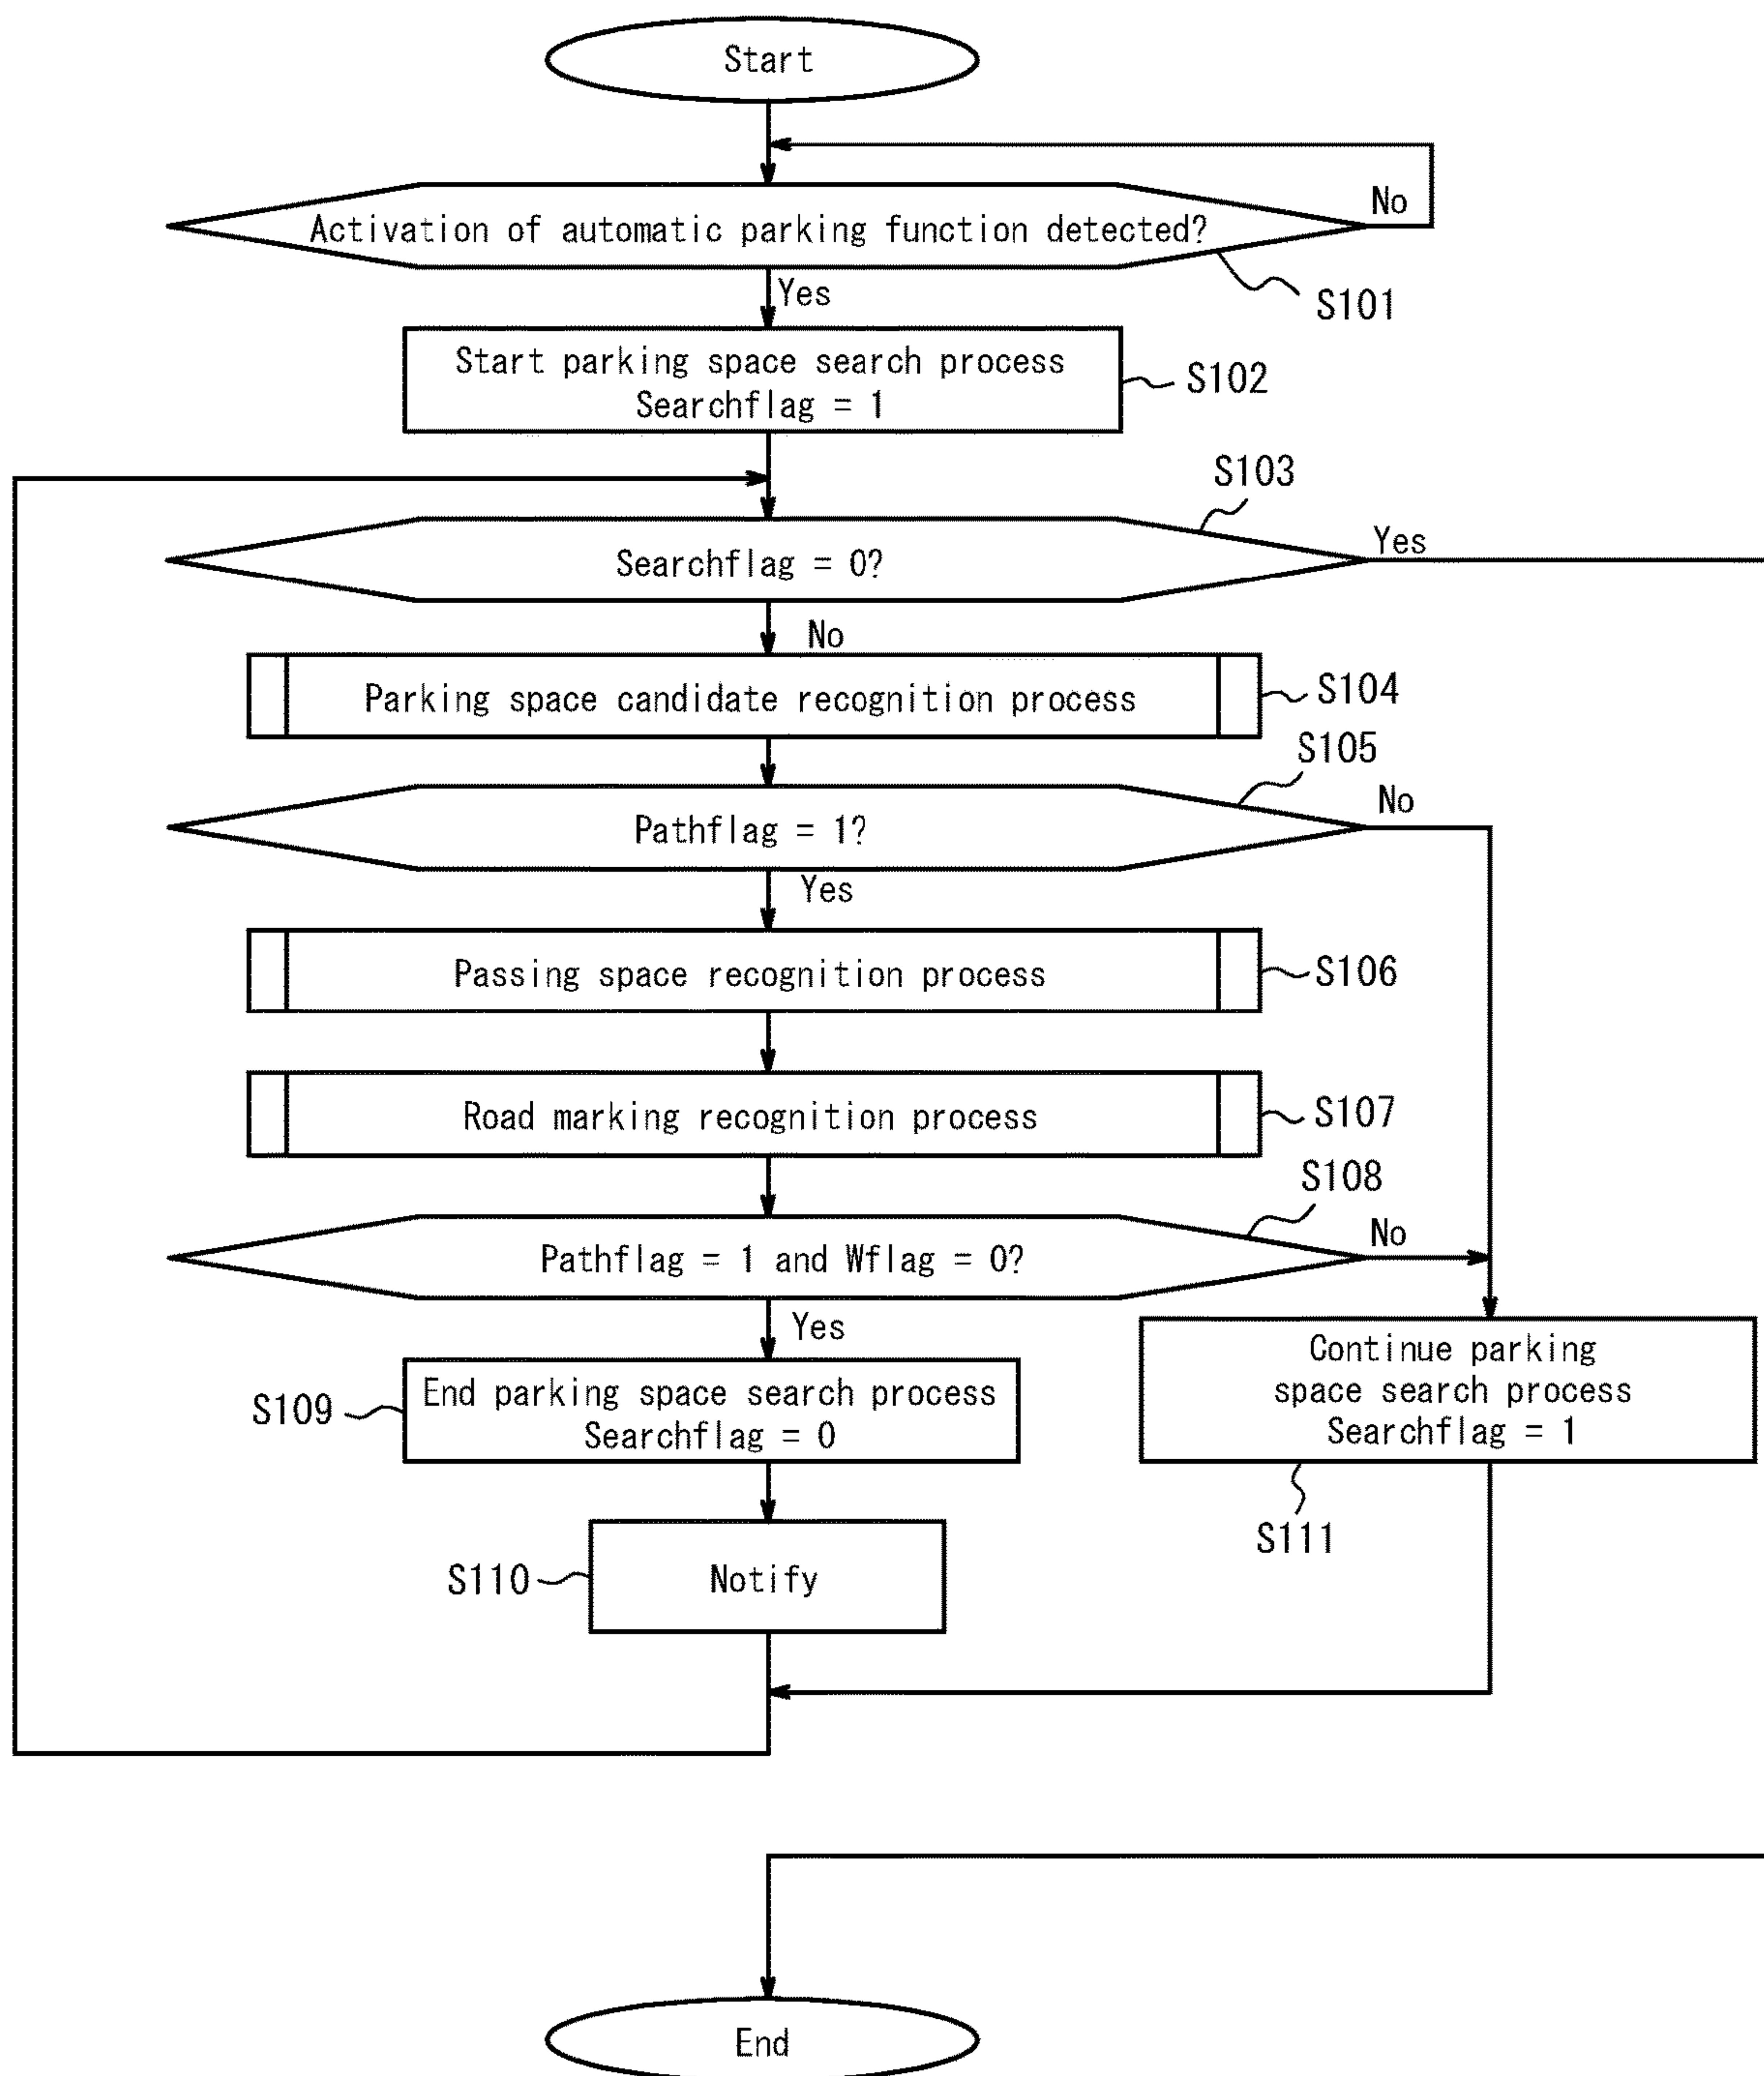 Start
No
Activation of automatic parking function detected?
Yes
S101
Start parking space search process
Searchflag = 1
S102
S103
Yes
Searchflag = 0?
No
Parking space candidate recognition process
S104
S105
No
Pathflag = 1?
Yes
Passing space recognition process
S106
Road marking recognition process
S107
S108
No
Pathflag = 1 and Wflag = 0?
Yes
End parking space search process
Searchflag = 0
S109
Continue parking
space search process
Searchflag = 1
S111
Notify
S110
End